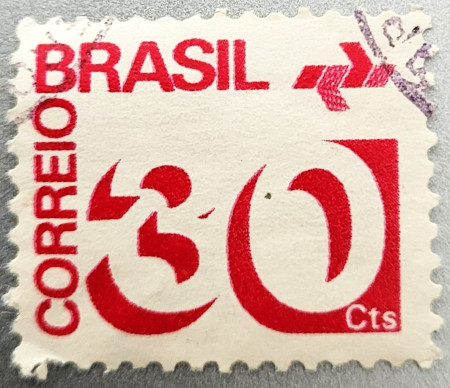 BRASIL
CORREIO
30
Cts